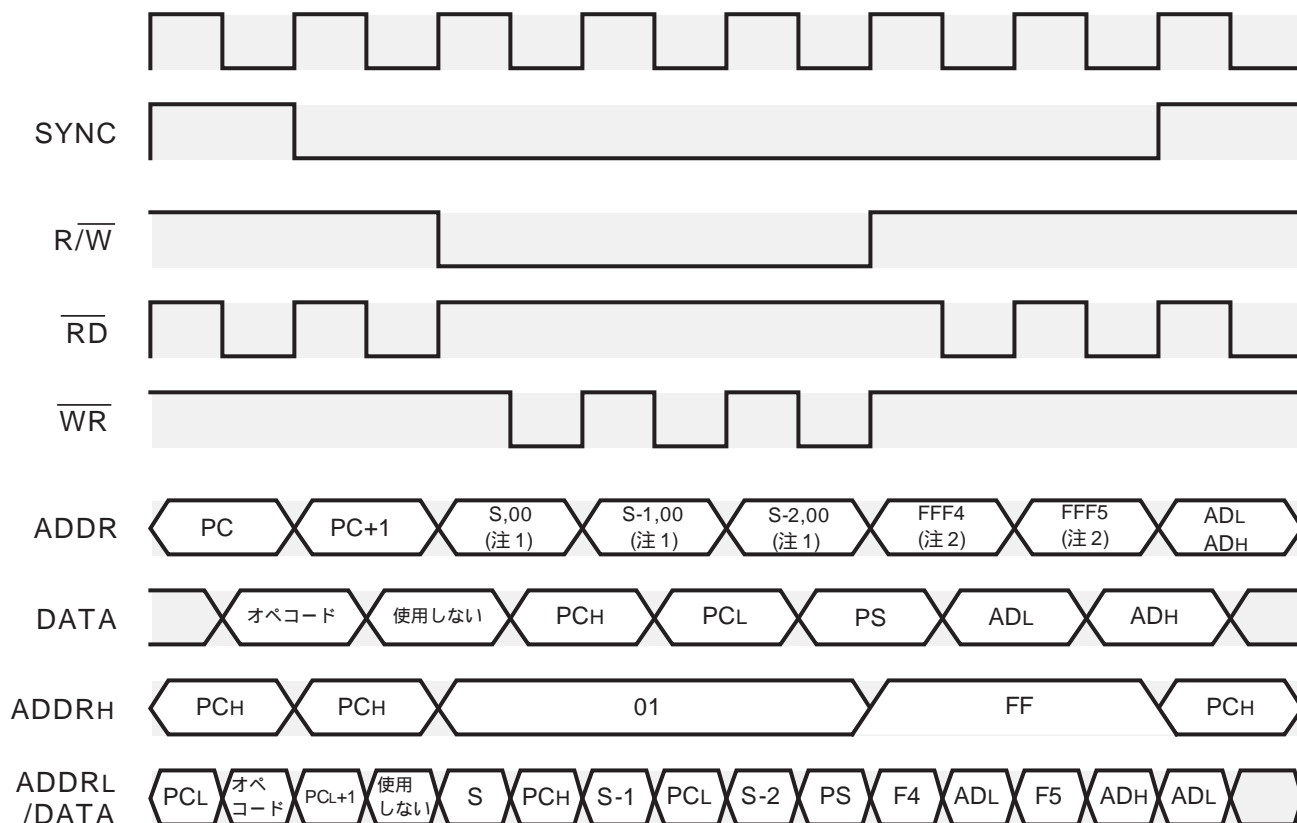 SYNC
R/W
RD
WR
ADDR PC PC+1 S,00 (注1) S-1,00 (注1) S-2,00 (注1) FFF4 (注2) FFF5 (注2) ADL ADH
DATA オペコード 使用しない PCH PCL PS ADL ADH
ADDRH PCH PCH 01 FF PCH
ADDRL /DATA PCL オペコード PCL+1 使用しない S PCH S-1 PCL S-2 PS F4 ADL F5 ADH ADL